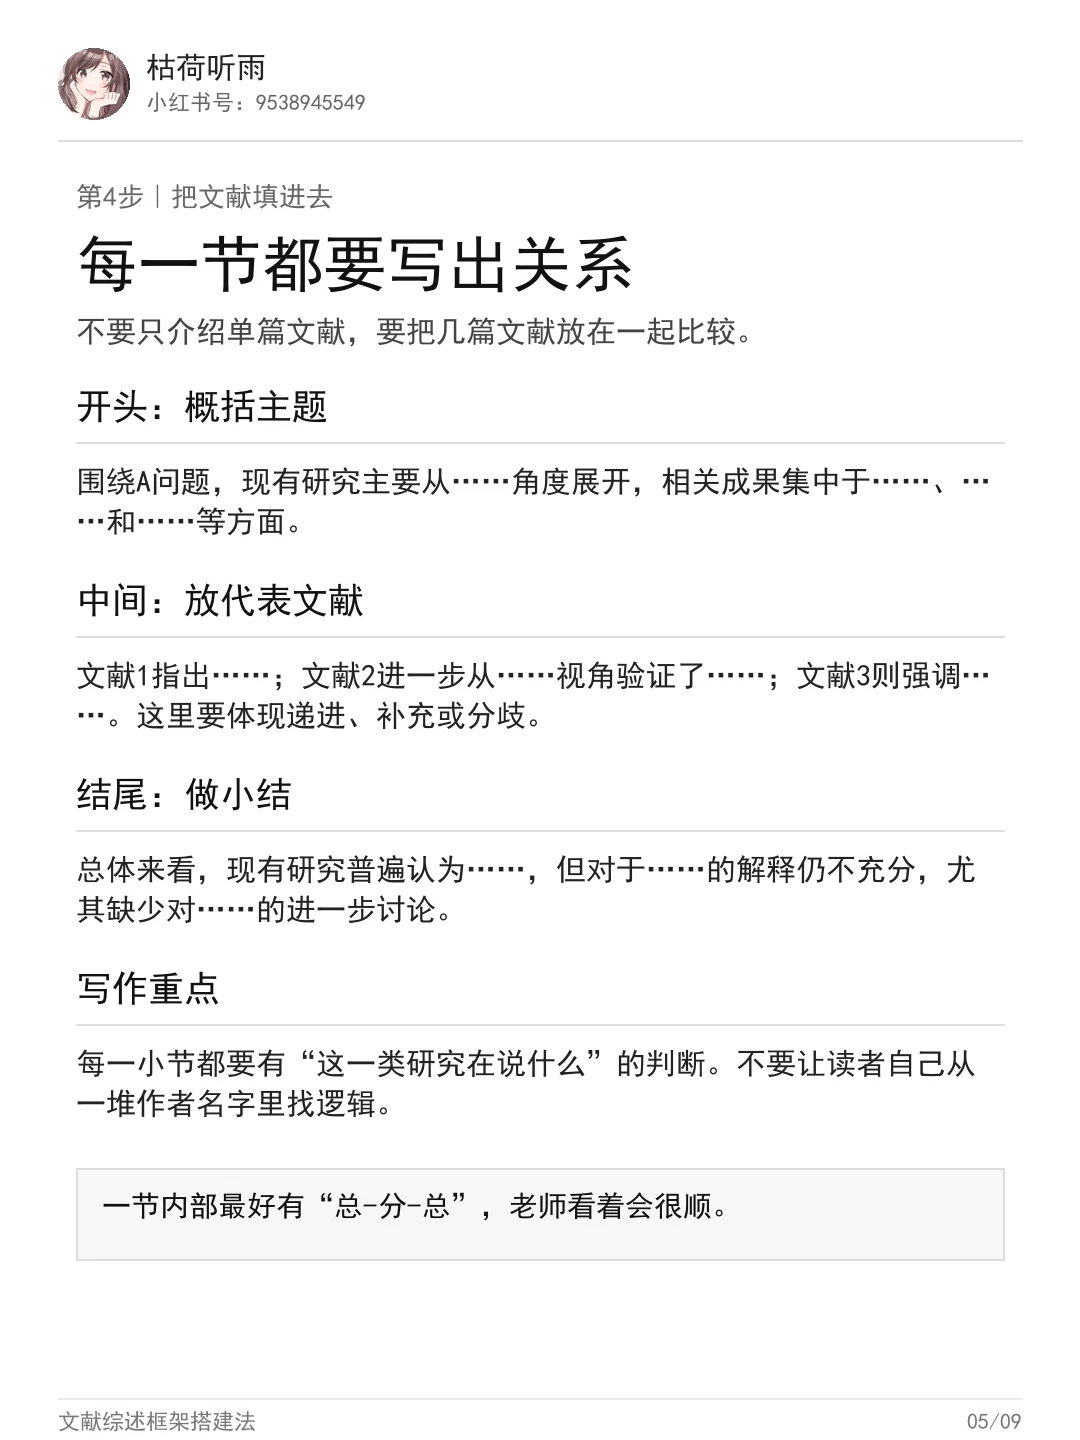 枯荷听雨
小红书号：9538945549
第4步｜把文献填进去
每一节都要写出关系
不要只介绍单篇文献，要把几篇文献放在一起比较。
开头：概括主题
围绕A问题，现有研究主要从……角度展开，相关成果集中于……、…
…和……等方面。
中间：放代表文献
文献1指出……；文献2进一步从……视角验证了……；文献3则强调…
…。这里要体现递进、补充或分歧。
结尾：做小结
总体来看，现有研究普遍认为……，但对于……的解释仍不充分，尤
其缺少对……的进一步讨论。
写作重点
每一小节都要有“这一类研究在说什么”的判断。不要让读者自己从
一堆作者名字里找逻辑。
一节内部最好有“总-分-总”，老师看着会很顺。
文献综述框架搭建法
05/09